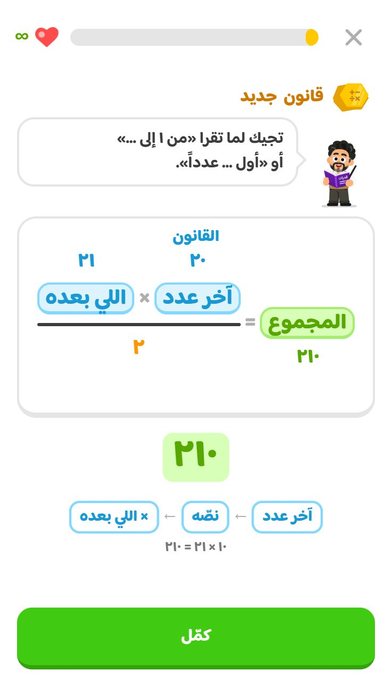 ∞
قانون جديد
تجيك لما تقرا «من ١ إلى ...»
أو «أول ... عدداً».
القانون
٢٠ ٢١
المجموع = آخر عدد × اللي بعده
٢١٠ ٢
٢١٠
آخر عدد ← نصّه ← × اللي بعده
١٠ × ٢١ = ٢١٠
كمّل